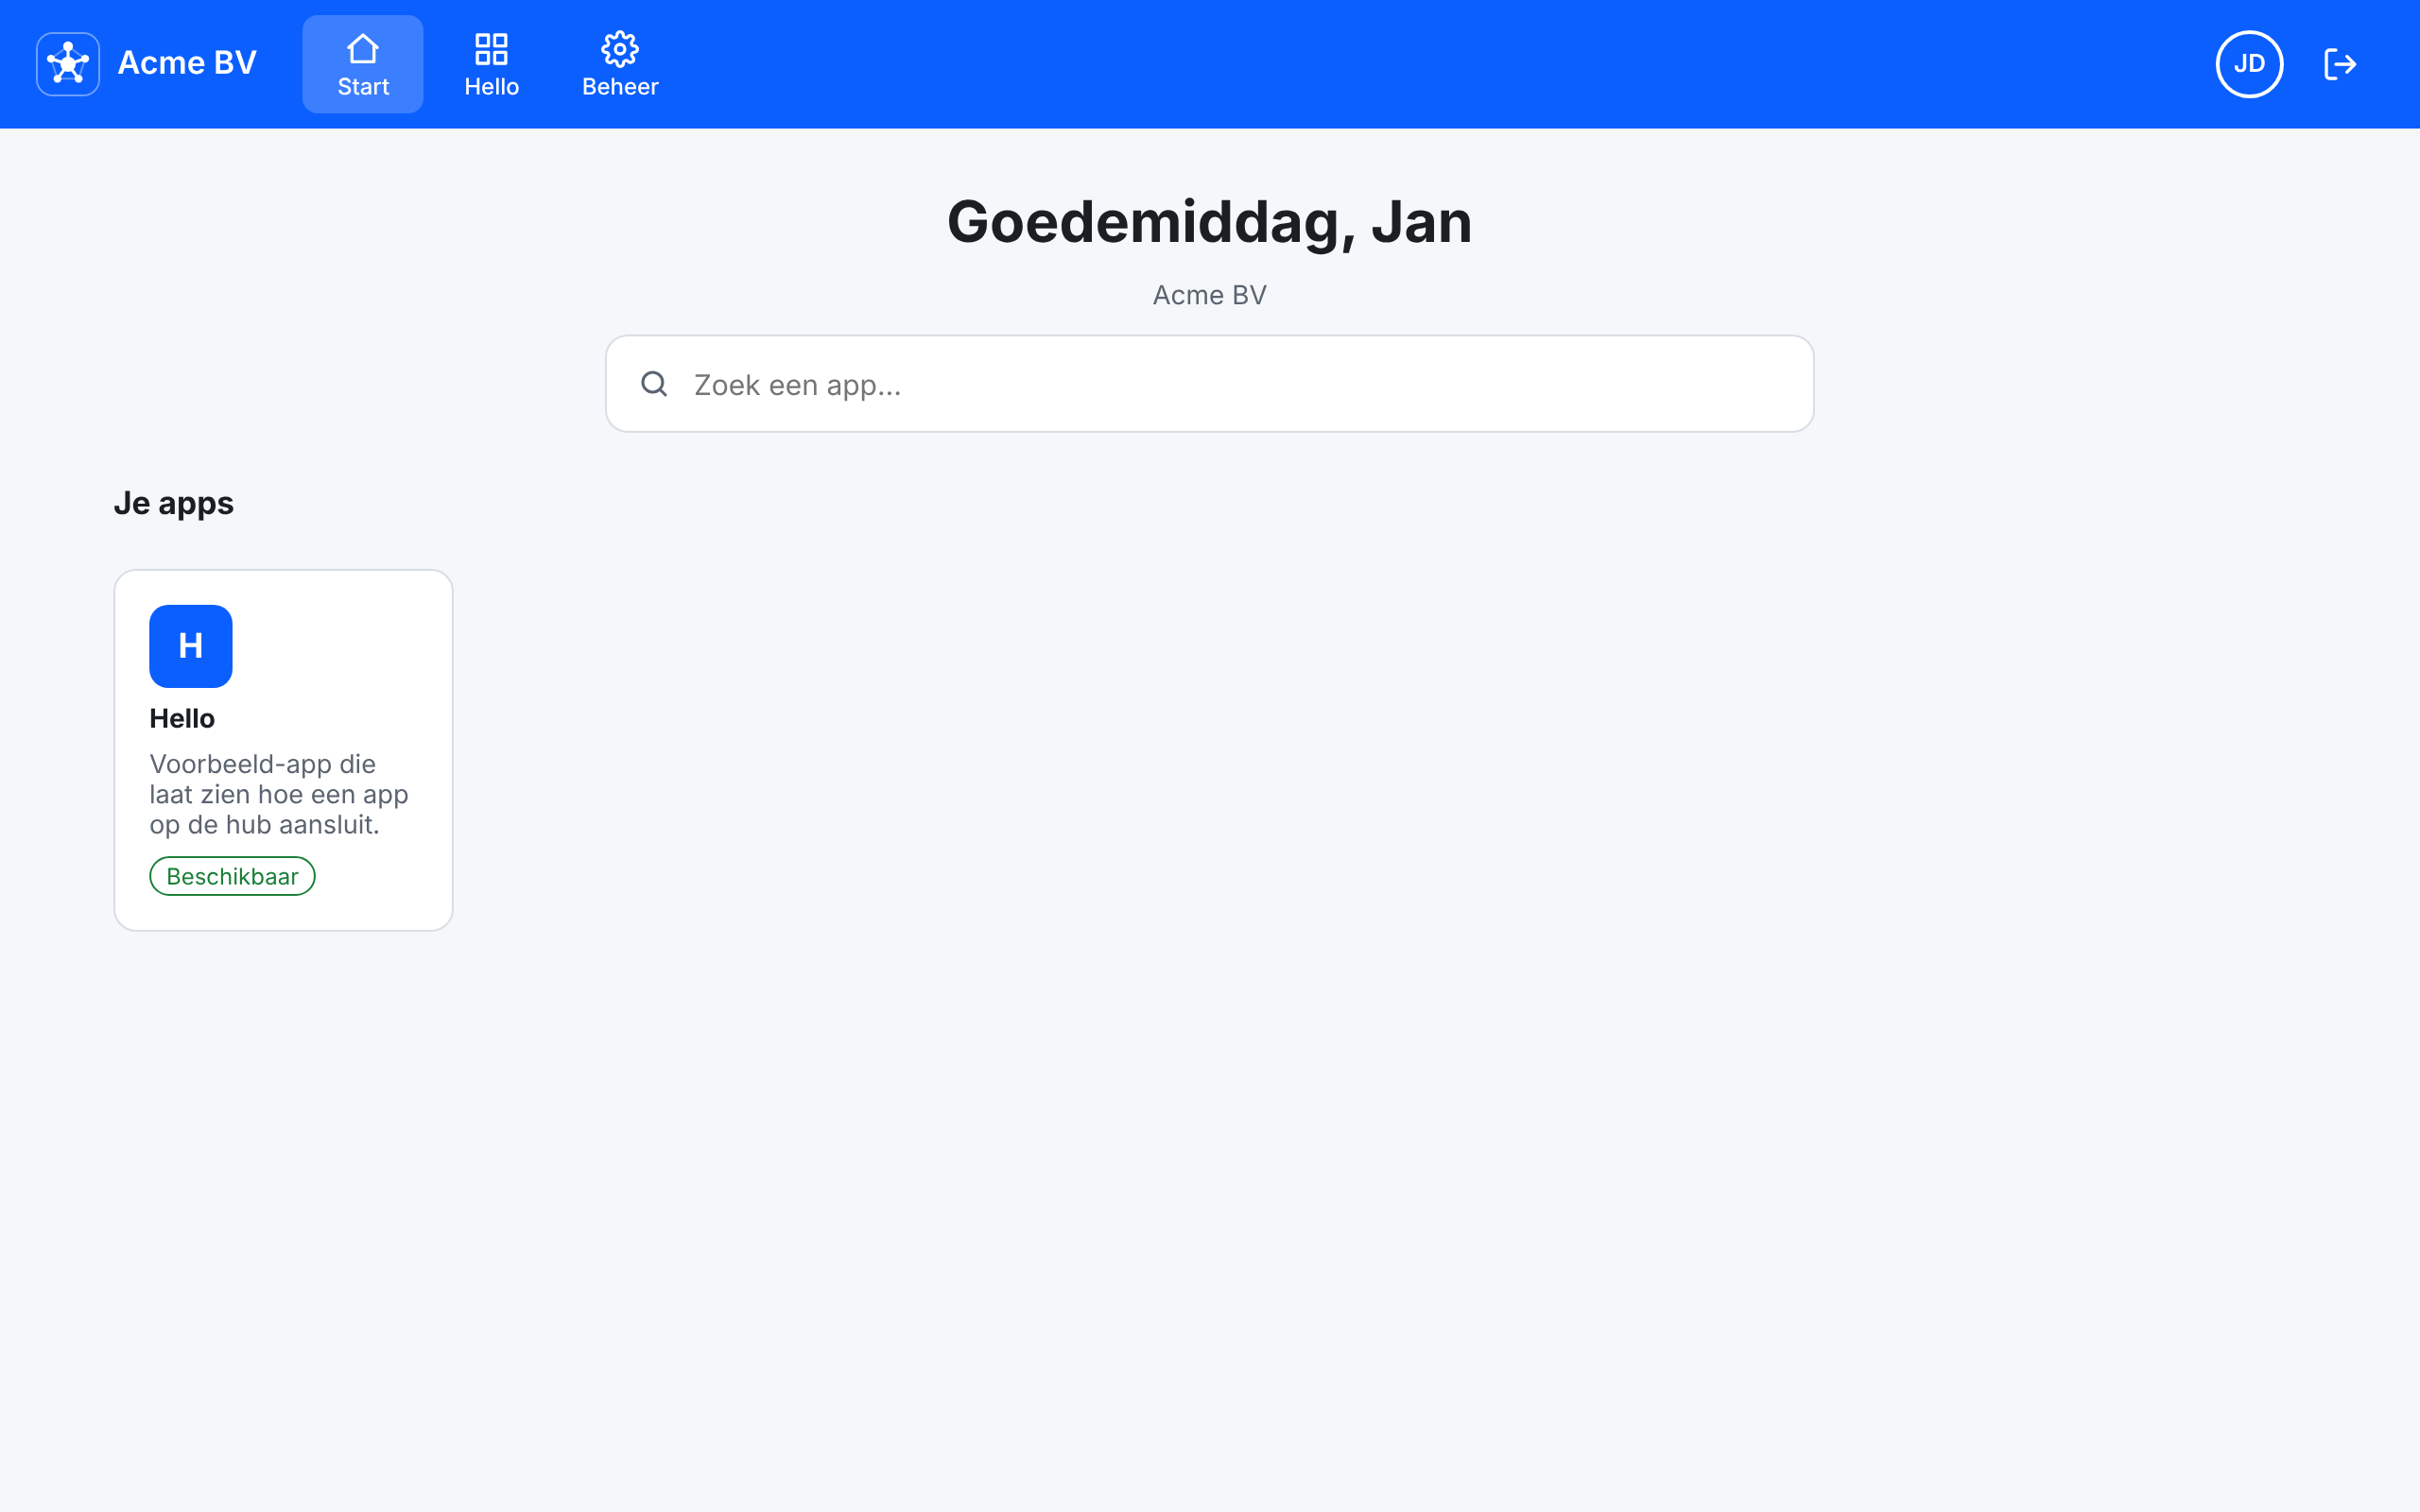 Acme BV
Start
Hello
Beheer
JD
Goedemiddag, Jan
Acme BV
Zoek een app...
Je apps
H
Hello
Voorbeeld-app die
laat zien hoe een app
op de hub aansluit.
Beschikbaar